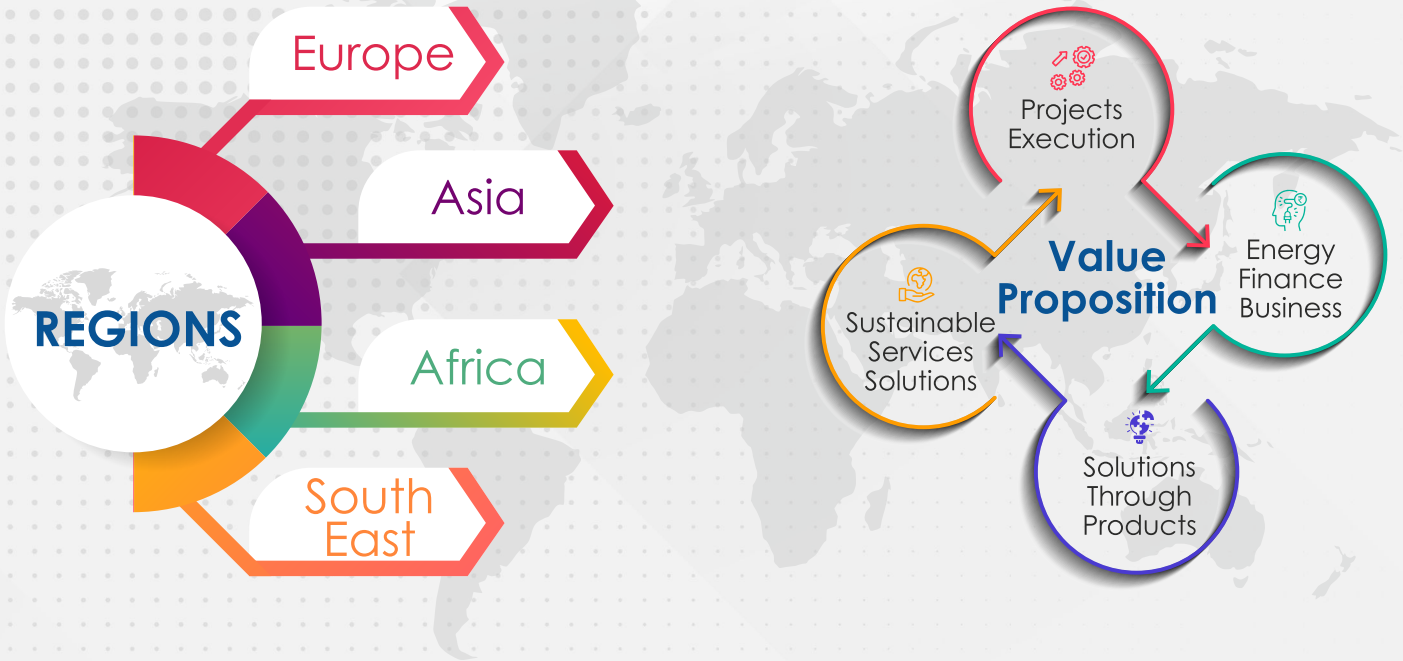 REGIONS
Europe
Asia
Africa
South
East
Value
Proposition
Projects
Execution
Energy
Finance
Business
Solutions
Through
Products
Sustainable
Services
Solutions